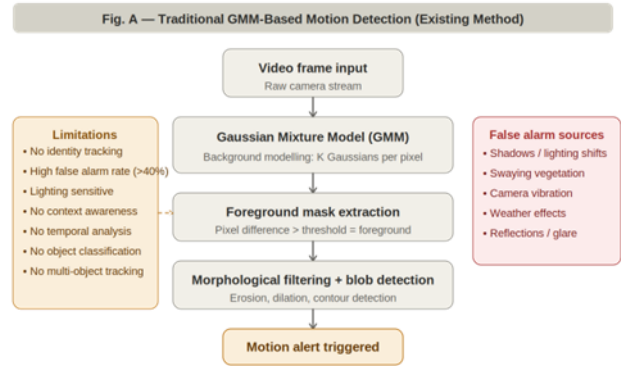 Fig. A — Traditional GMM-Based Motion Detection (Existing Method)
Video frame input
Raw camera stream
Limitations
• No identity tracking
• High false alarm rate (>40%)
• Lighting sensitive
• No context awareness
• No temporal analysis
• No object classification
• No multi-object tracking
Gaussian Mixture Model (GMM)
Background modelling: K Gaussians per pixel
Foreground mask extraction
Pixel difference > threshold = foreground
Morphological filtering + blob detection
Erosion, dilation, contour detection
Motion alert triggered
False alarm sources
• Shadows / lighting shifts
• Swaying vegetation
• Camera vibration
• Weather effects
• Reflections / glare